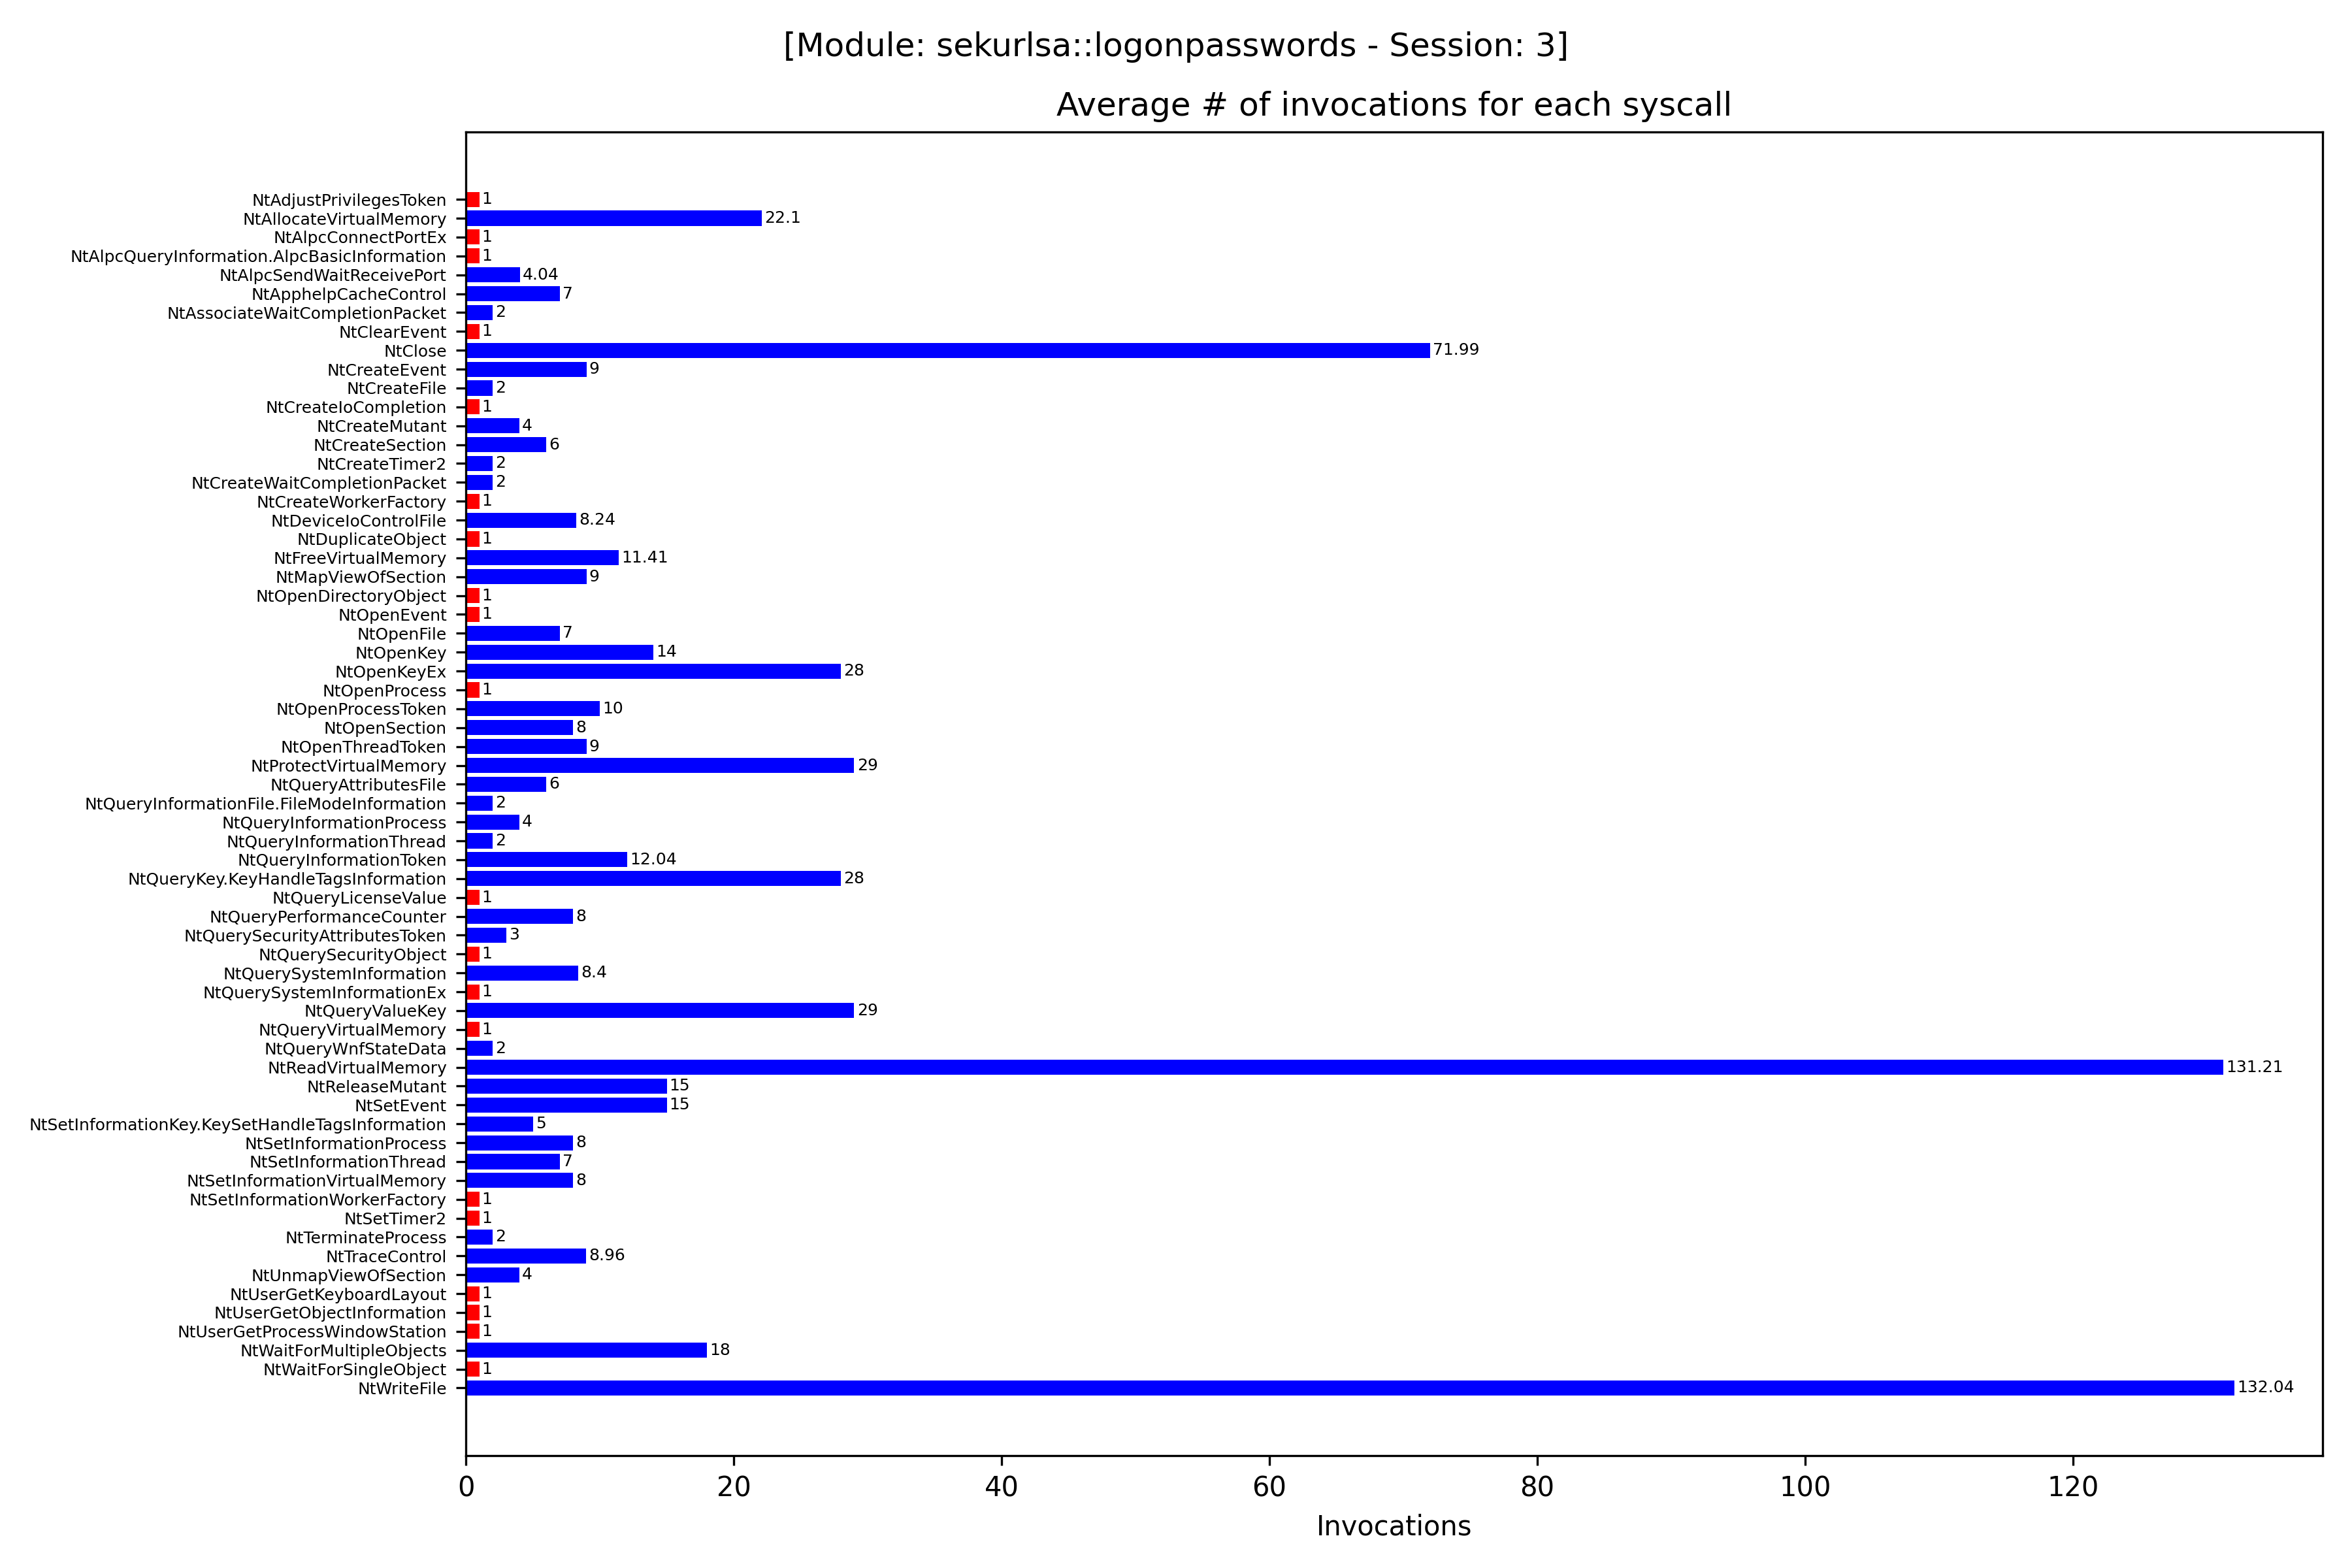 [Module: sekurlsa::logonpasswords - Session: 3]
Average # of invocations for each syscall
NtAdjustPrivilegesToken 1
NtAllocateVirtualMemory 22.1
NtAlpcConnectPortEx 1
NtAlpcQueryInformation.AlpcBasicInformation 1
NtAlpcSendWaitReceivePort 4.04
NtApphelpCacheControl 7
NtAssociateWaitCompletionPacket 2
NtClearEvent 1
NtClose 71.99
NtCreateEvent 9
NtCreateFile 2
NtCreateIoCompletion 1
NtCreateMutant 4
NtCreateSection 6
NtCreateTimer2 2
NtCreateWaitCompletionPacket 2
NtCreateWorkerFactory 1
NtDeviceIoControlFile 8.24
NtDuplicateObject 1
NtFreeVirtualMemory 11.41
NtMapViewOfSection 9
NtOpenDirectoryObject 1
NtOpenEvent 1
NtOpenFile 7
NtOpenKey 14
NtOpenKeyEx 28
NtOpenProcess 1
NtOpenProcessToken 10
NtOpenSection 8
NtOpenThreadToken 9
NtProtectVirtualMemory 29
NtQueryAttributesFile 6
NtQueryInformationFile.FileModeInformation 2
NtQueryInformationProcess 4
NtQueryInformationThread 2
NtQueryInformationToken 12.04
NtQueryKey.KeyHandleTagsInformation 28
NtQueryLicenseValue 1
NtQueryPerformanceCounter 8
NtQuerySecurityAttributesToken 3
NtQuerySecurityObject 1
NtQuerySystemInformation 8.4
NtQuerySystemInformationEx 1
NtQueryValueKey 29
NtQueryVirtualMemory 1
NtQueryWnfStateData 2
NtReadVirtualMemory 131.21
NtReleaseMutant 15
NtSetEvent 15
NtSetInformationKey.KeySetHandleTagsInformation 5
NtSetInformationProcess 8
NtSetInformationThread 7
NtSetInformationVirtualMemory 8
NtSetInformationWorkerFactory 1
NtSetTimer2 1
NtTerminateProcess 2
NtTraceControl 8.96
NtUnmapViewOfSection 4
NtUserGetKeyboardLayout 1
NtUserGetObjectInformation 1
NtUserGetProcessWindowStation 1
NtWaitForMultipleObjects 18
NtWaitForSingleObject 1
NtWriteFile 132.04
0 20 40 60 80 100 120
Invocations